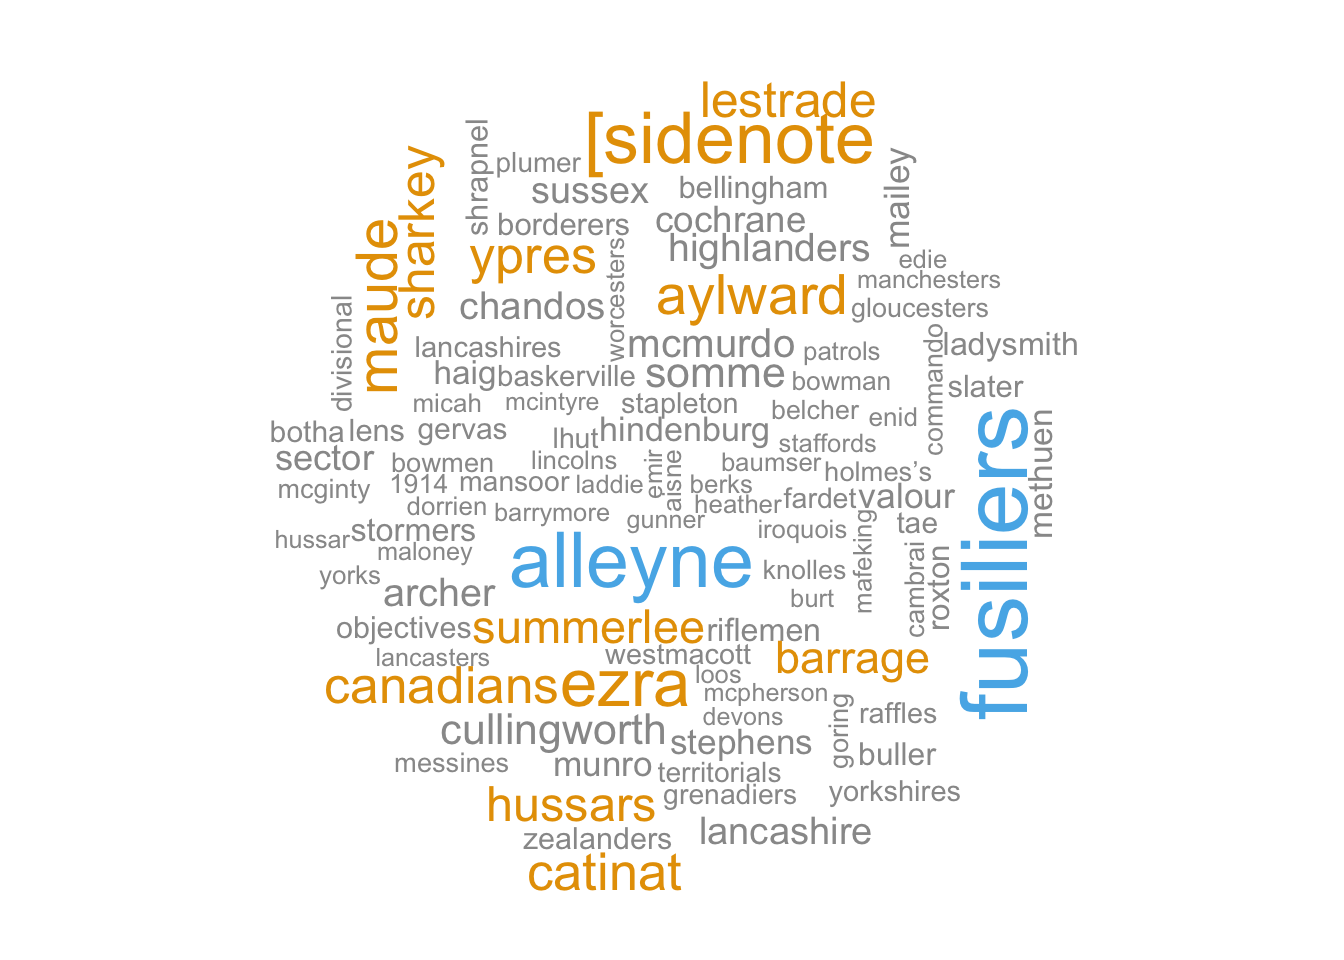 lestrade
[sidenote
shrapnel
plumer
sharkey
sussex
bellingham
mailey
maude
borderers
cochrane
ypres
worcesters
highlanders
edie
manchesters
chandos
aylward
gloucesters
divisional
lancashires
mcmurdo
patrols
commando
ladysmith
haig
baskerville
somme
bowman
slater
micah
mcintyre
stapleton
belcher
enid
fusiliers
methuen
botha
lens
gervas
lhut
hindenburg
staffords
sector
bowmen
lincolns
emir
aisne
baumser
holmes’s
mcginty
1914
mansoor
laddie
berks
heather
fardet
valour
dorrien
barrymore
gunner
iroquois
mafeking
tae
hussar
stormers
maloney
alleyne
knolles
cambrai
roxton
yorks
archer
burt
objectives
summerlee
riflemen
lancasters
westmacott
barrage
canadians
ezra
loos
mcpherson
devons
goring
raffles
cullingworth
stephens
buller
messines
munro
territorials
grenadiers
yorkshires
hussars
zealanders
lancashire
catinat